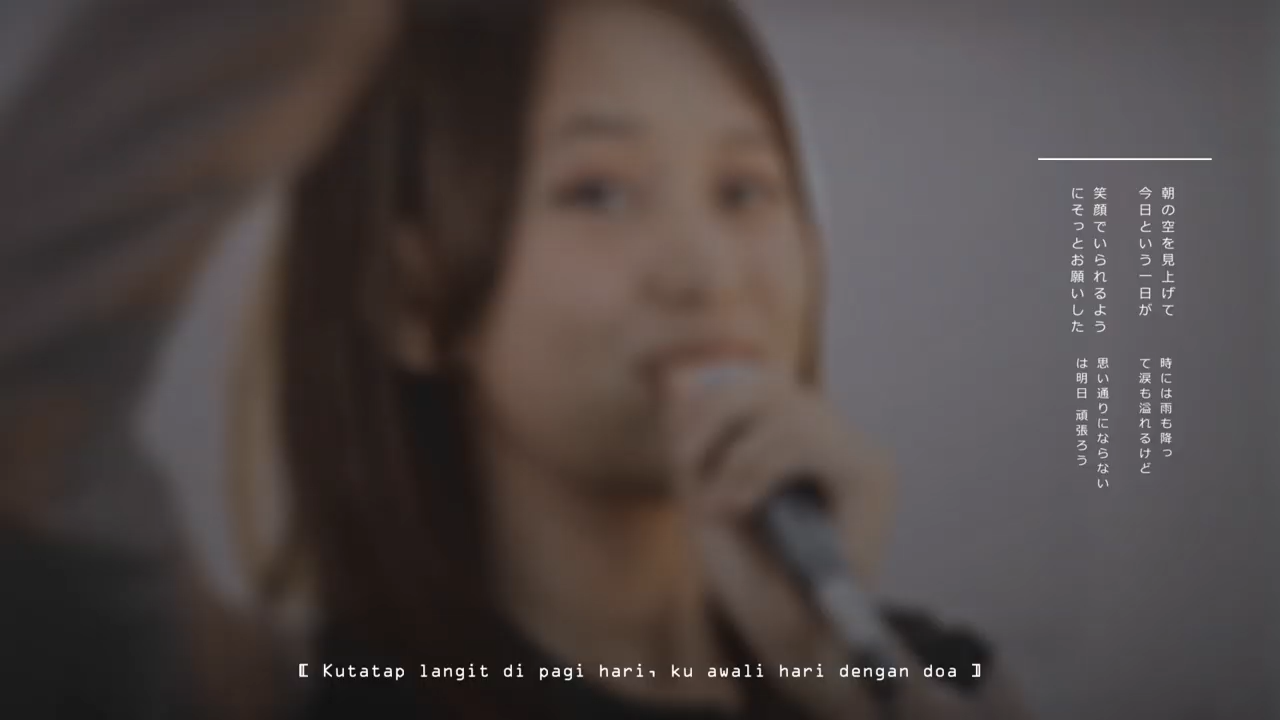 朝の空を見上げて
今日という一日が
笑顔でいられるよう
にそっとお願いした
時には雨も降っ
て涙も溢れるけど
思い通りにならない
は明日 頑張ろう
〖 Kutatap langit di pagi hari, ku awali hari dengan doa 〗